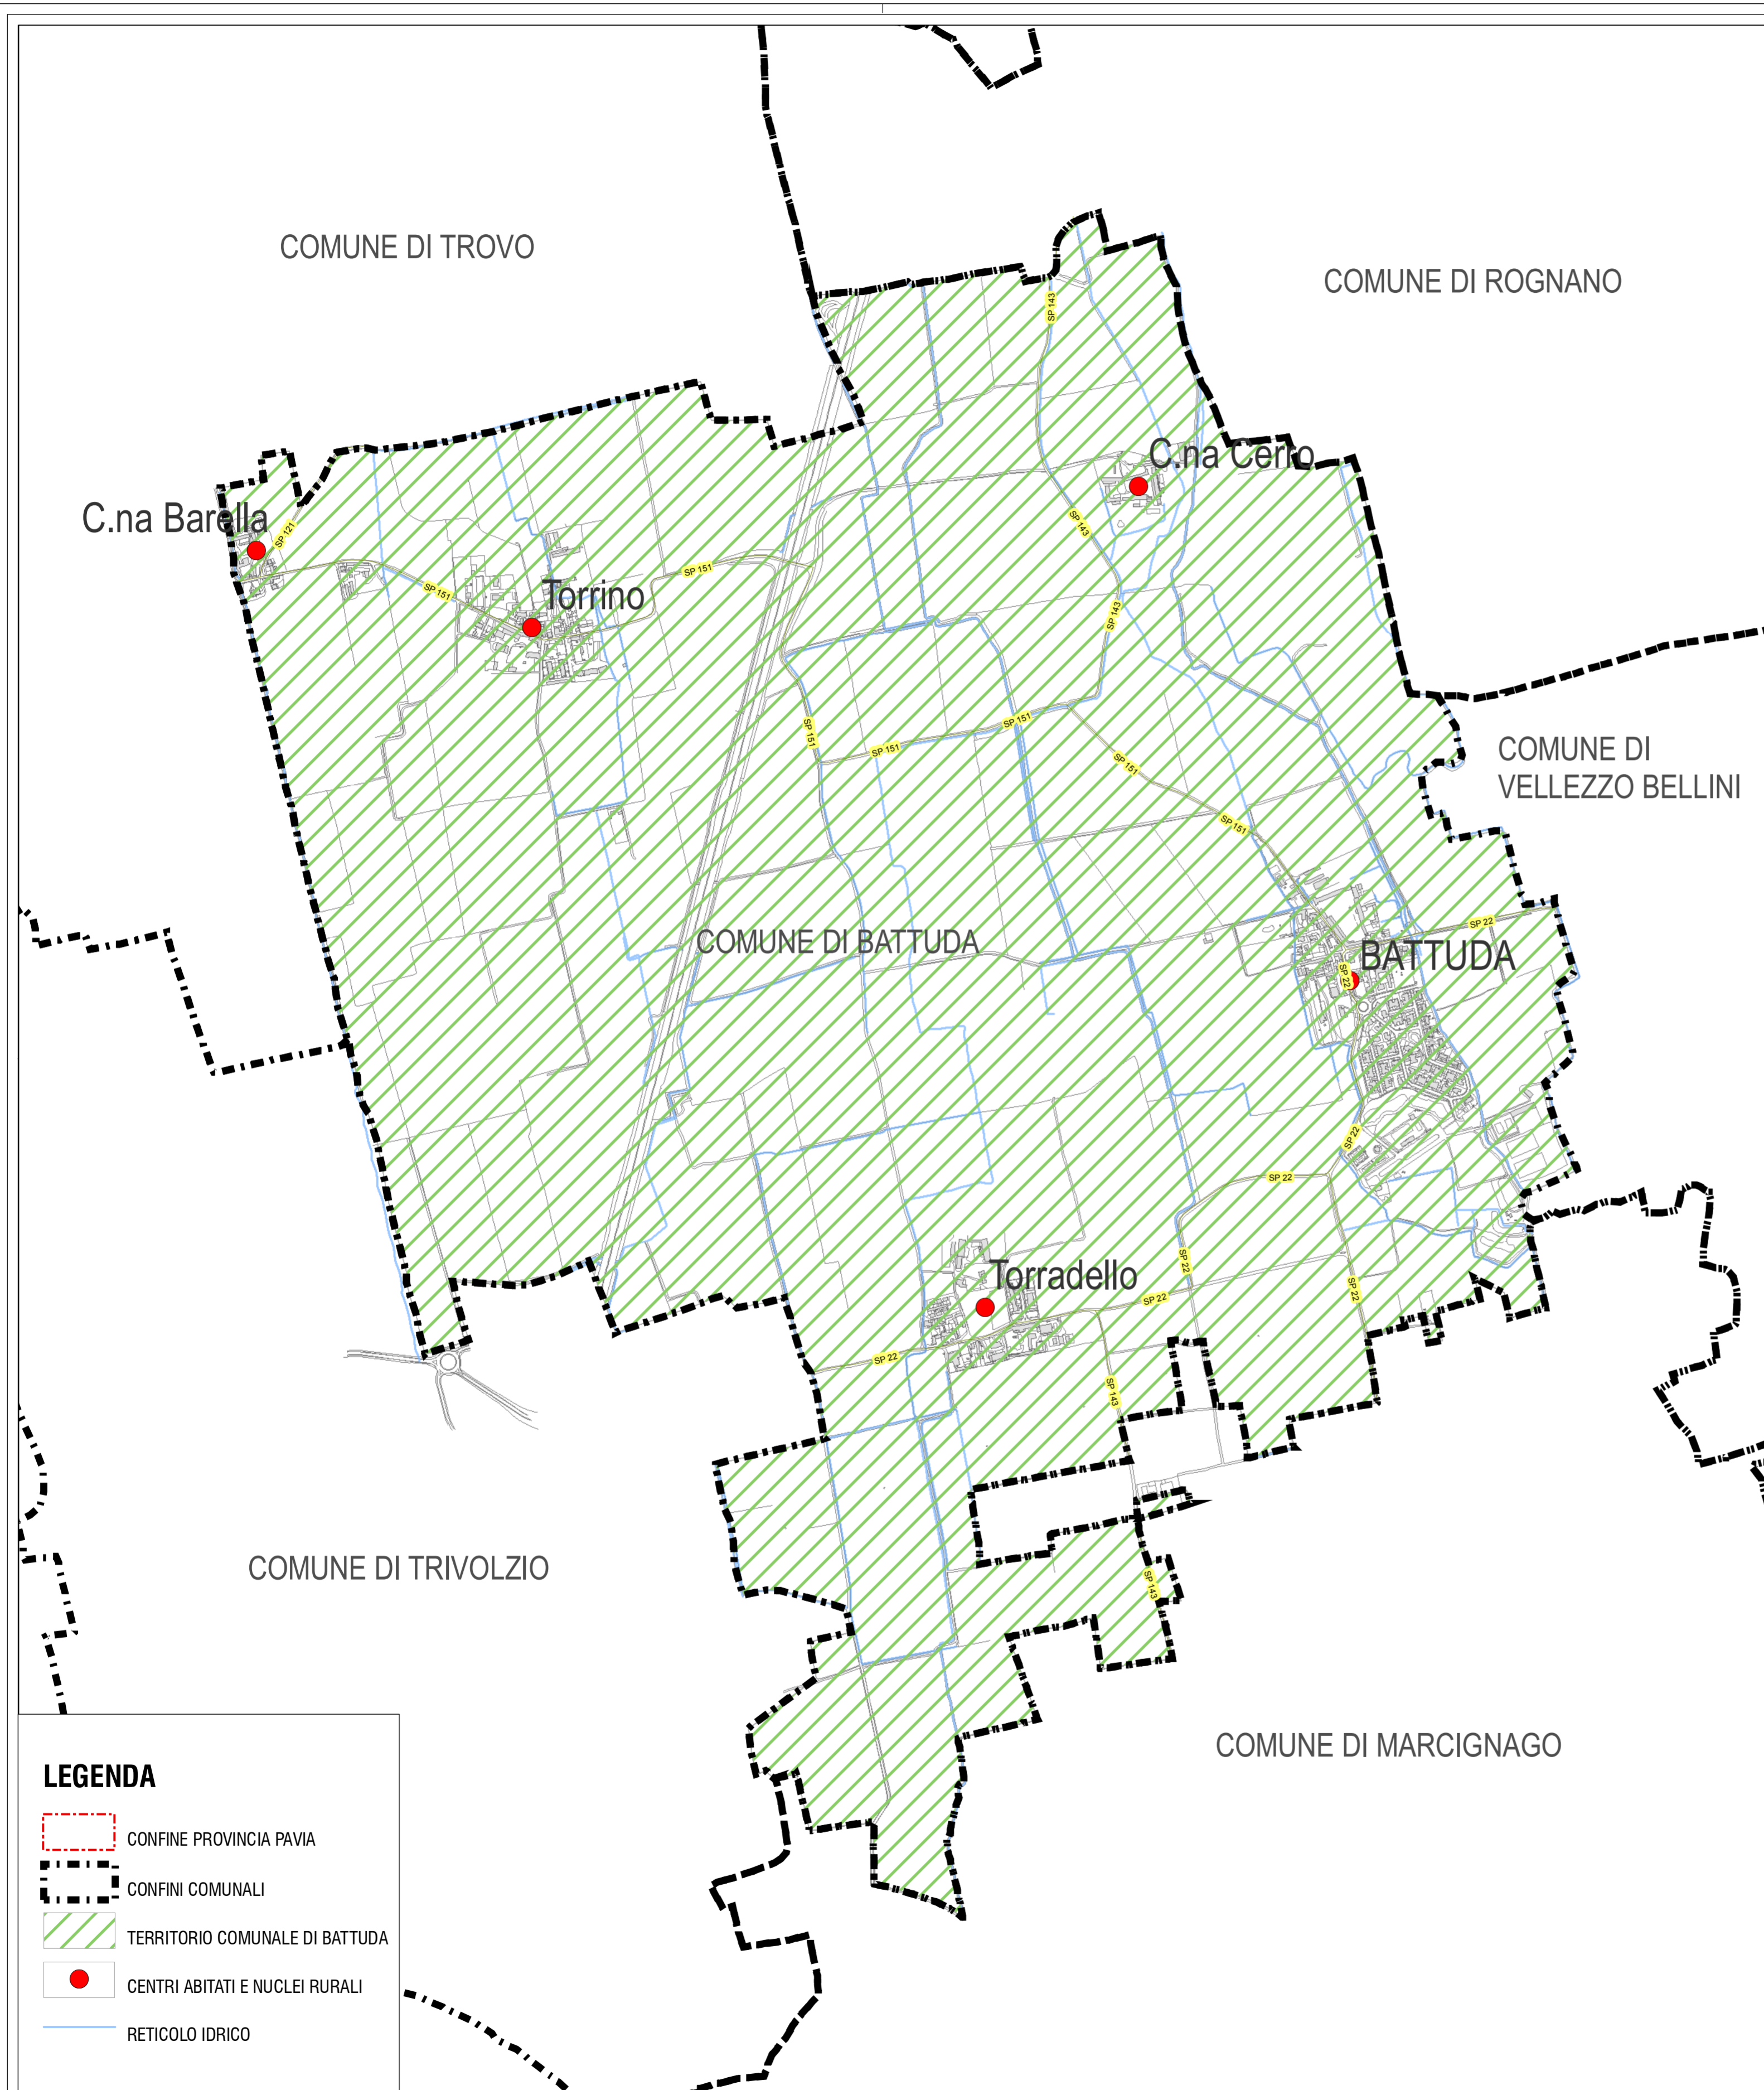 COMUNE DI TROVO
COMUNE DI ROGNANO
SP 143
C.na Cerro
C.na Barella
SP 121
SP 143
SP 151
SP 151
Torrino
SP 143
SP 151
SP 151
SP 151
SP 151
COMUNE DI
VELLEZZO BELLINI
SP 151
SP 22
COMUNE DI BATTUDA
BATTUDA
SP 22
SP 22
SP 22
SP 22
Torradello
SP 22
SP 22
SP 22
SP 143
COMUNE DI TRIVOLZIO
SP 143
COMUNE DI MARCIGNAGO
LEGENDA
CONFINE PROVINCIA PAVIA
CONFINI COMUNALI
TERRITORIO COMUNALE DI BATTUDA
CENTRI ABITATI E NUCLEI RURALI
RETICOLO IDRICO